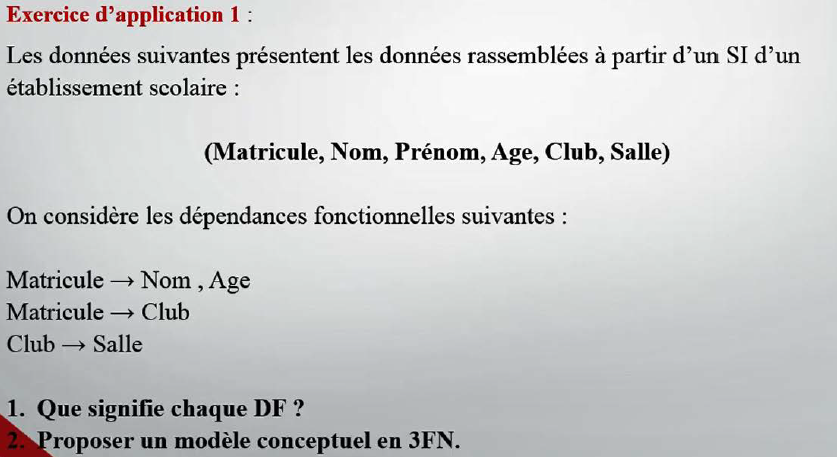 Exercice d’application 1 :
Les données suivantes présentent les données rassemblées à partir d’un SI d’un
établissement scolaire :
(Matricule, Nom, Prénom, Age, Club, Salle)
On considère les dépendances fonctionnelles suivantes :
Matricule → Nom , Age
Matricule → Club
Club → Salle
1. Que signifie chaque DF ?
2. Proposer un modèle conceptuel en 3FN.